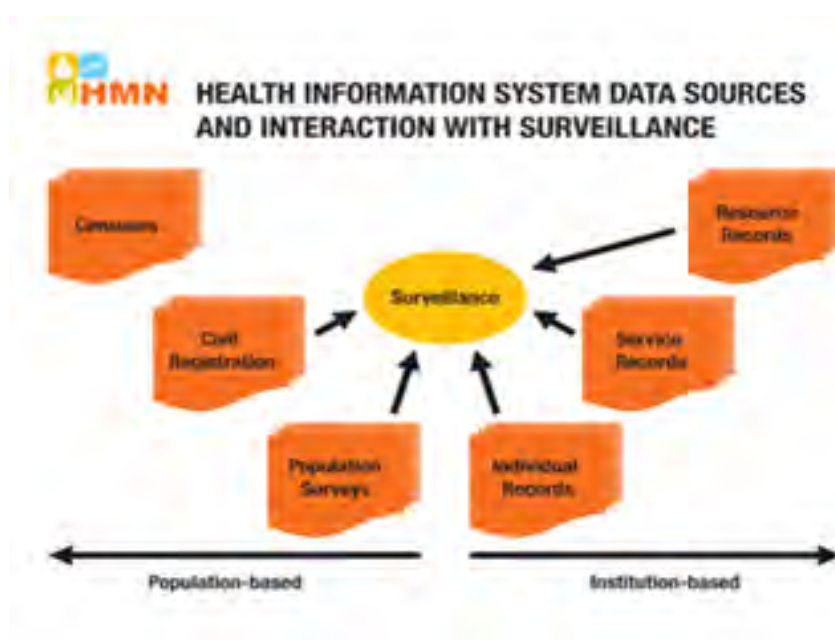 HMN
HEALTH INFORMATION SYSTEM DATA SOURCES
AND INTERACTION WITH SURVEILLANCE
Censuses
Resource
Records
Surveillance
Civil
Registration
Service
Records
Population
Surveys
Individual
Records
Population-based
Institution-based